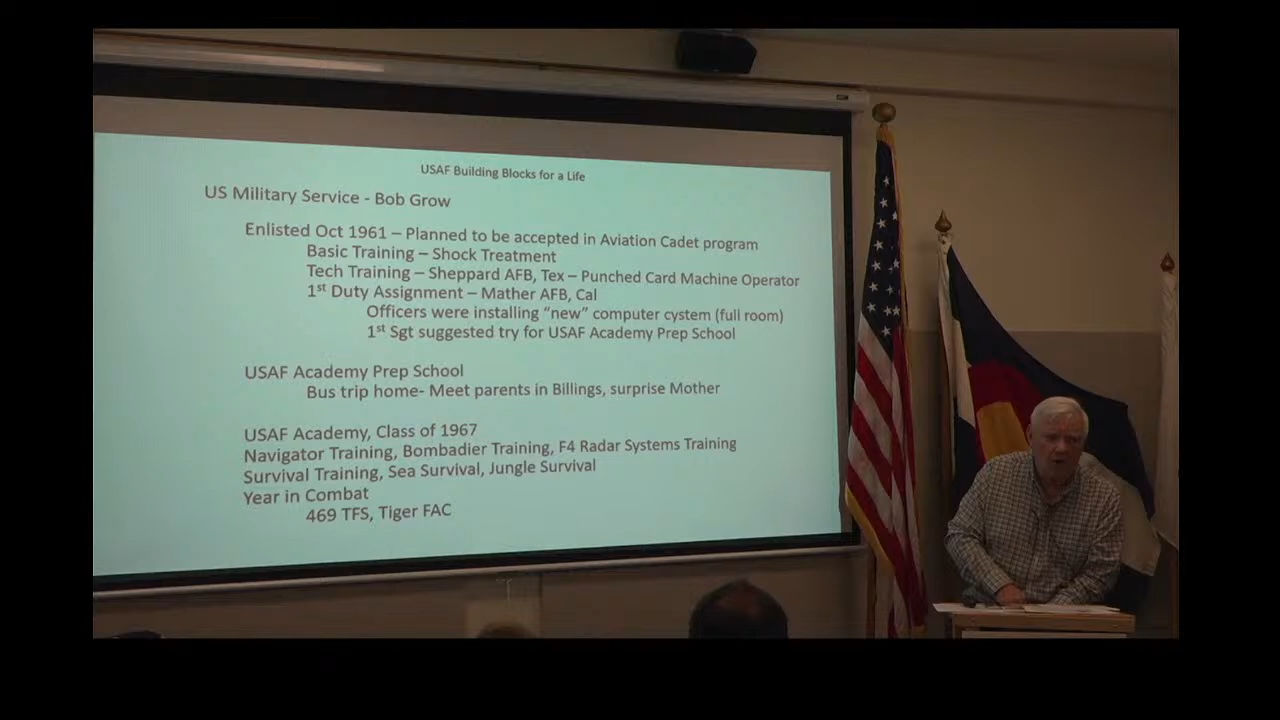 USAF Building Blocks for a Life
US Military Service - Bob Grow
Enlisted Oct 1961 – Planned to be accepted in Aviation Cadet program
Basic Training – Shock Treatment
Tech Training – Sheppard AFB, Tex – Punched Card Machine Operator
1st Duty Assignment – Mather AFB, Cal
Officers were installing “new” computer cystem (full room)
1st Sgt suggested try for USAF Academy Prep School
USAF Academy Prep School
Bus trip home- Meet parents in Billings, surprise Mother
USAF Academy, Class of 1967
Navigator Training, Bombadier Training, F4 Radar Systems Training
Survival Training, Sea Survival, Jungle Survival
Year in Combat
469 TFS, Tiger FAC